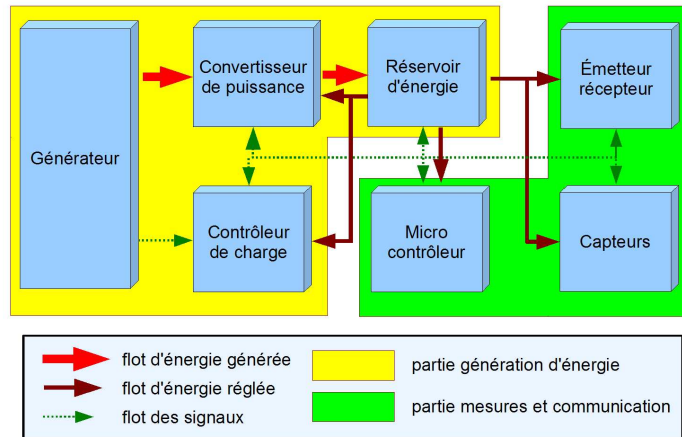 Générateur
Convertisseur
de puissance
Réservoir
d'énergie
Émetteur
récepteur
Contrôleur
de charge
Micro
contrôleur
Capteurs
flot d'énergie générée
flot d'énergie réglée
flot des signaux
partie génération d'énergie
partie mesures et communication